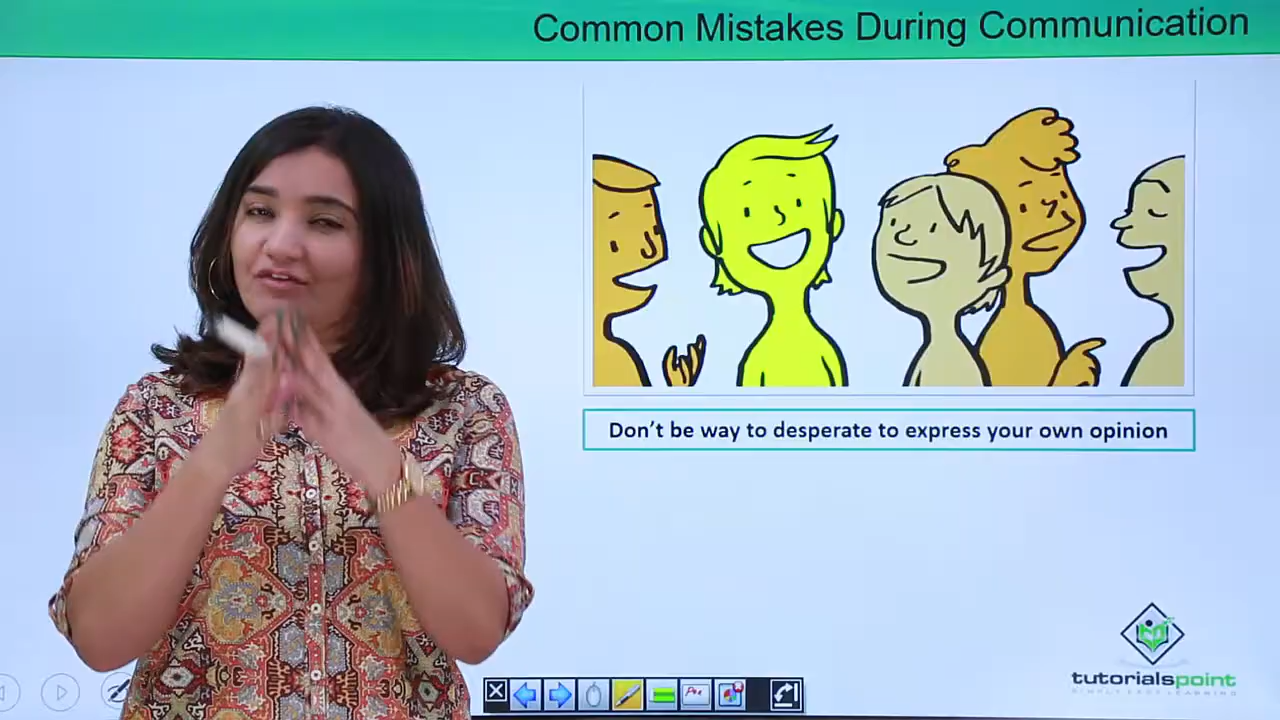 Common Mistakes During Communication
Don't be way to desperate to express your own opinion
tutorialspoint
SIMPLY EASY LEARNING